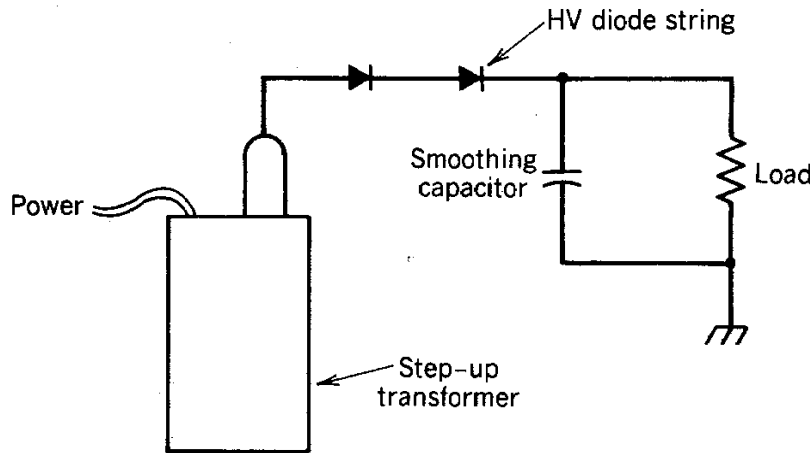 HV diode string
Smoothing
capacitor
Load
Power
Step-up
transformer